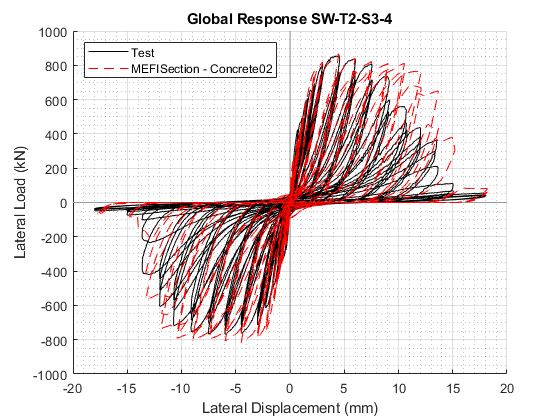 Global Response SW-T2-S3-4
1000
800
600
400
200
0
-200
-400
-600
-800
-1000
Lateral Load (kN)
Test
MEFISection - Concrete02
-20 -15 -10 -5 0 5 10 15 20
Lateral Displacement (mm)